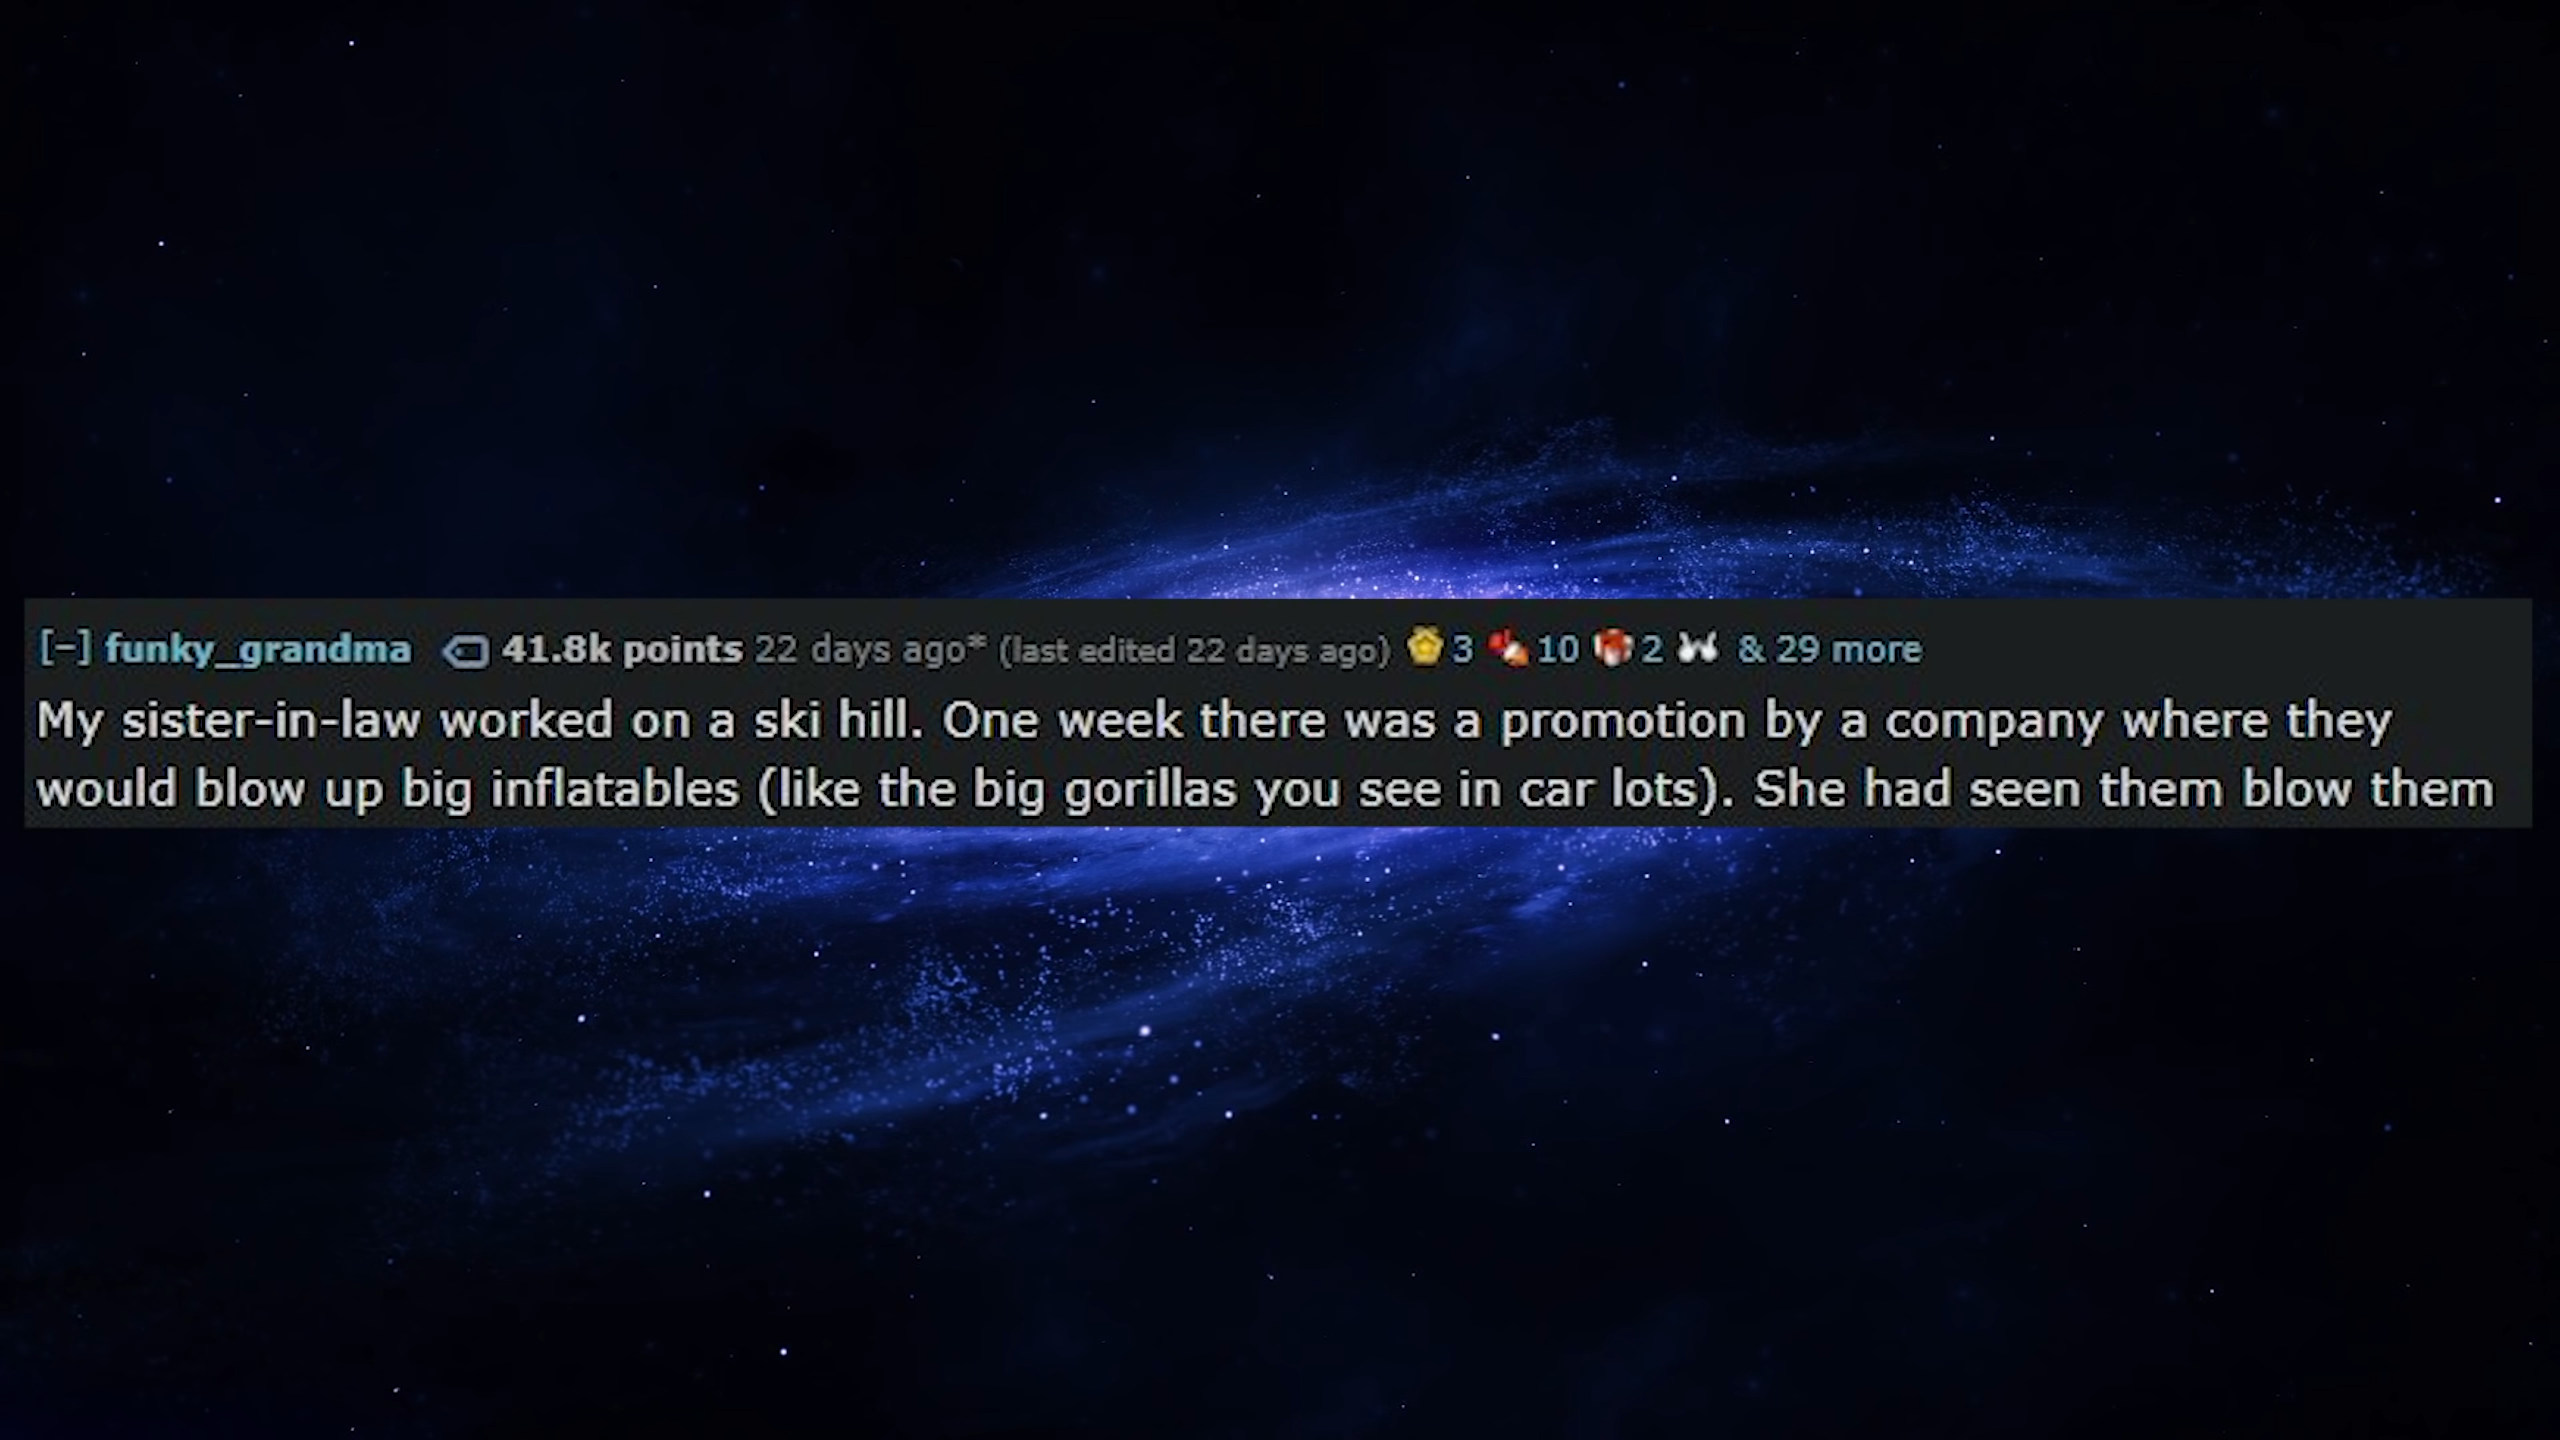 [-] funky_grandma 41.8k points 22 days ago* (last edited 22 days ago) 3 10 2 & 29 more
My sister-in-law worked on a ski hill. One week there was a promotion by a company where they
would blow up big inflatables (like the big gorillas you see in car lots). She had seen them blow them